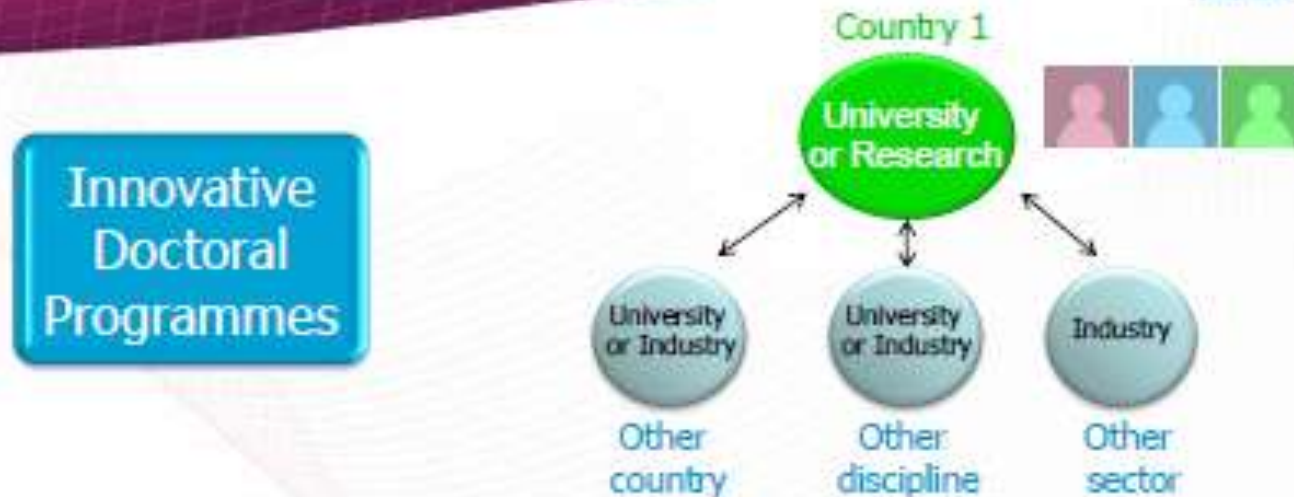 Country 1
University
or Research
Innovative
Doctoral
Programmes
University
or Industry
University
or Industry
Industry
Other
country
Other
discipline
Other
sector